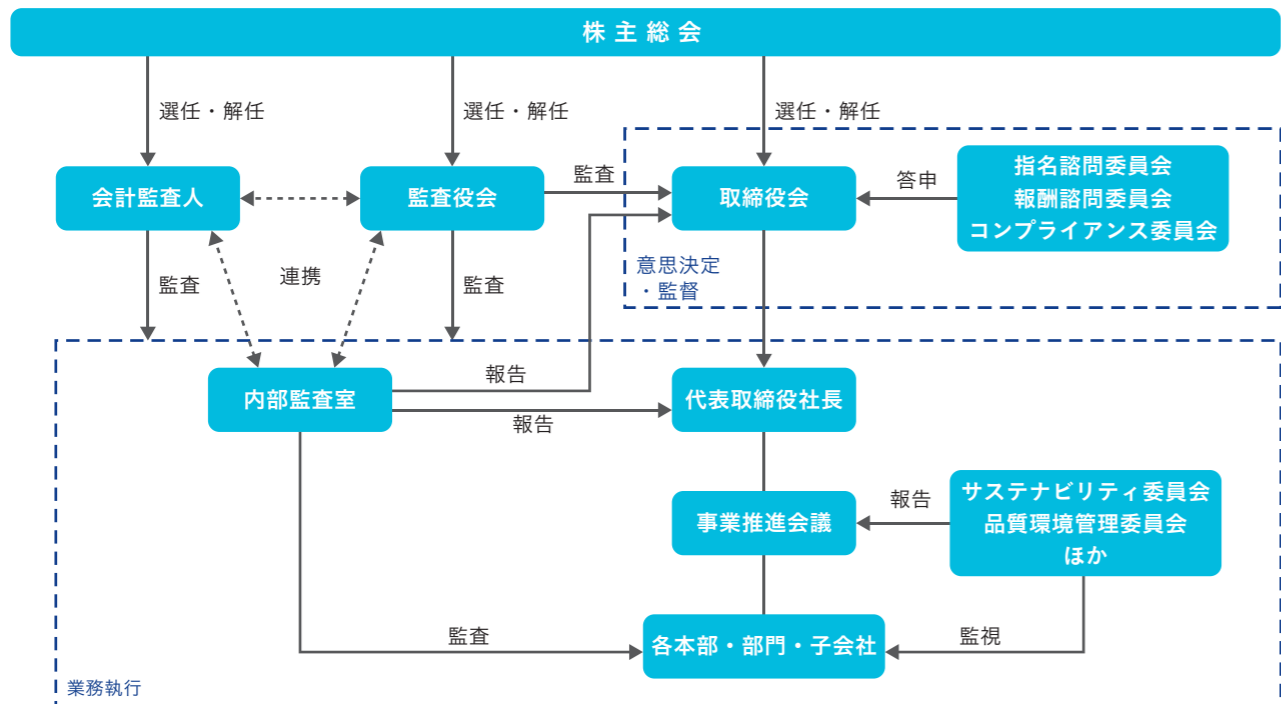 株主総会
選任・解任
選任・解任
選任・解任
会計監査人
監査役会
監査
取締役会
答申
指名諮問委員会
報酬諮問委員会
コンプライアンス委員会
監査
連携
監査
意思決定
・監督
内部監査室
報告
報告
代表取締役社長
事業推進会議
報告
サステナビリティ委員会
品質環境管理委員会
ほか
監査
各本部・部門・子会社
監視
業務執行